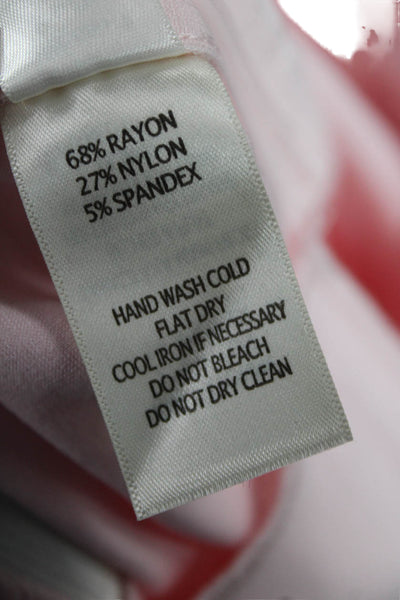 68% RAYON
27% NYLON
5% SPANDEX
HAND WASH COLD
FLAT DRY
COOL IRON IF NECESSARY
DO NOT BLEACH
DO NOT DRY CLEAN